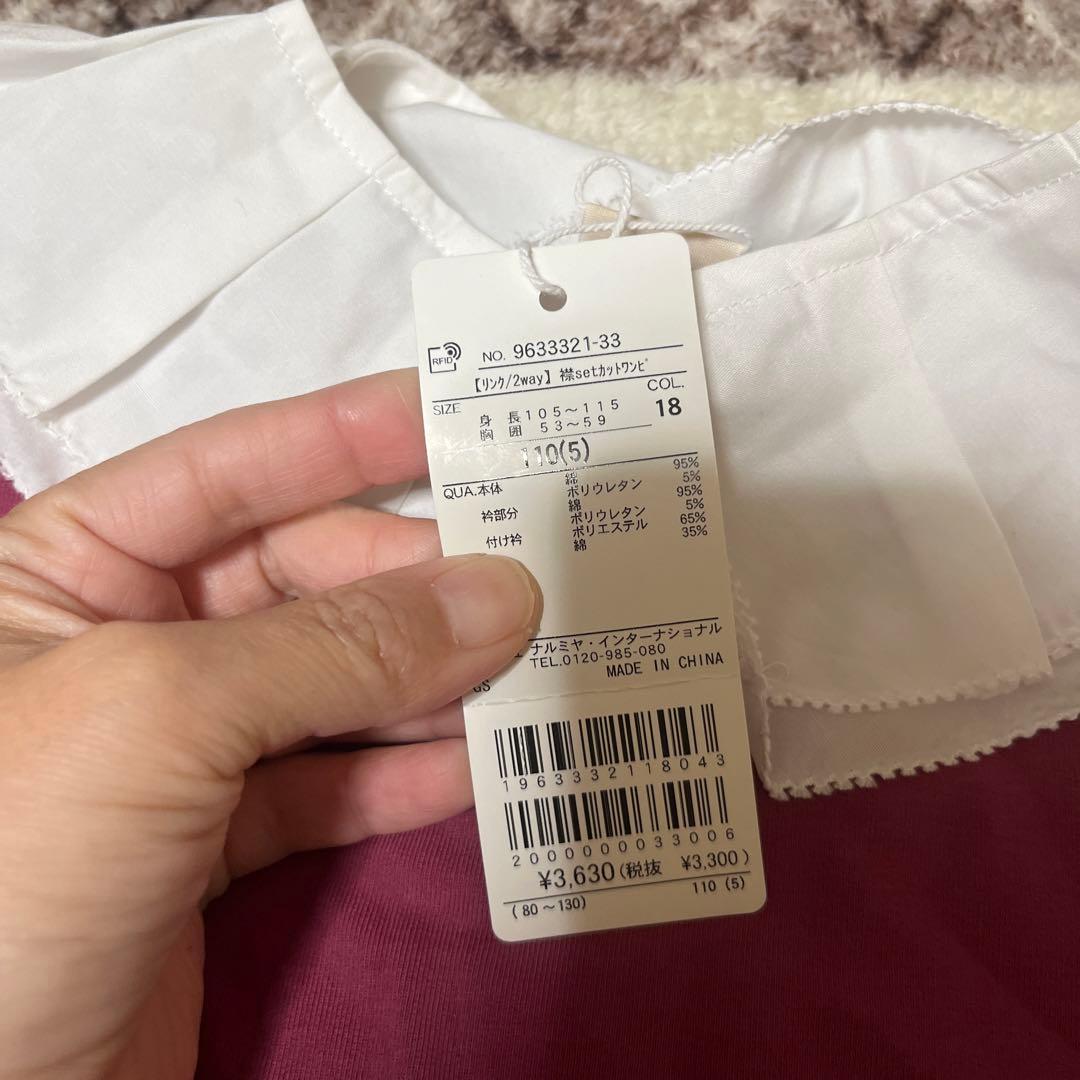 RFID
NO. 9633321-33
【リンク/2way】襟setカットワンピ
SIZE 身長105～115 COL.
胸囲 53～59 18
110(5)
QUA.本体 綿 95%
ポリウレタン 5%
衿部分 綿 95%
ポリウレタン 5%
付け衿 ポリエステル 65%
綿 35%
ナルミヤ・インターナショナル
TEL.0120-985-080
MADE IN CHINA
GS
1963332118043
2000000033006
¥3,630(税抜 ¥3,300)
(80～130) 110 (5)